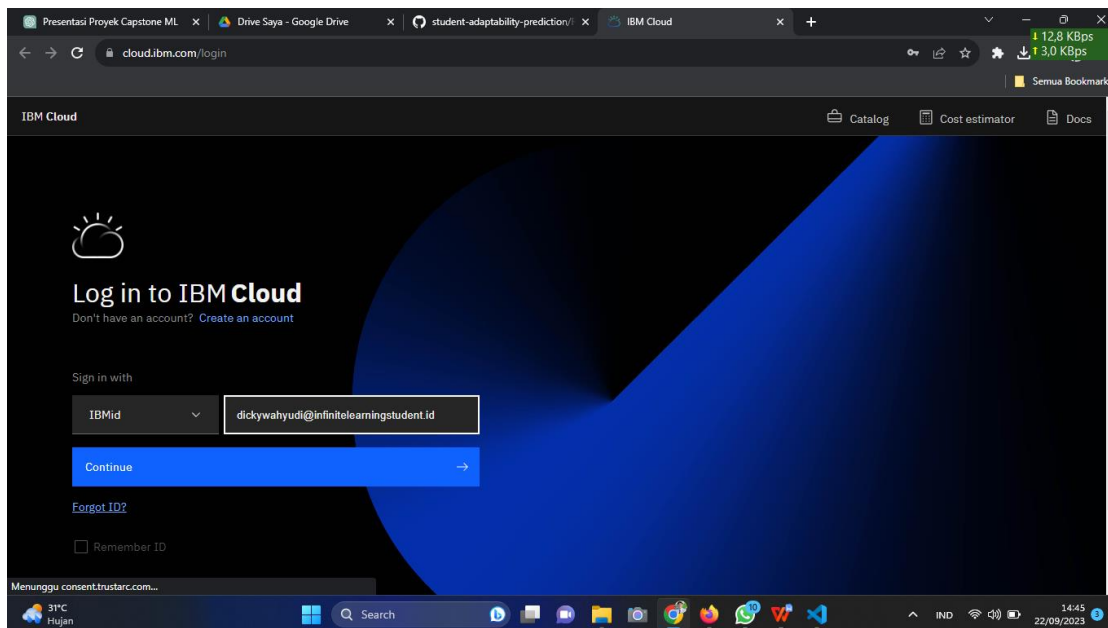 Presentasi Proyek Capstone ML
Drive Saya - Google Drive
student-adaptability-prediction/
IBM Cloud
12,8 KBps
3,0 KBps
cloud.ibm.com/login
Semua Bookmark
IBM Cloud
Catalog
Cost estimator
Docs
Log in to IBM Cloud
Don't have an account? Create an account
Sign in with
IBMid
dickywahyudi@infinitelearningstudent.id
Continue
Forgot ID?
Remember ID
Menunggu consent.trustarc.com...
31°C
Hujan
Search
10
IND
14:45
22/09/2023
3